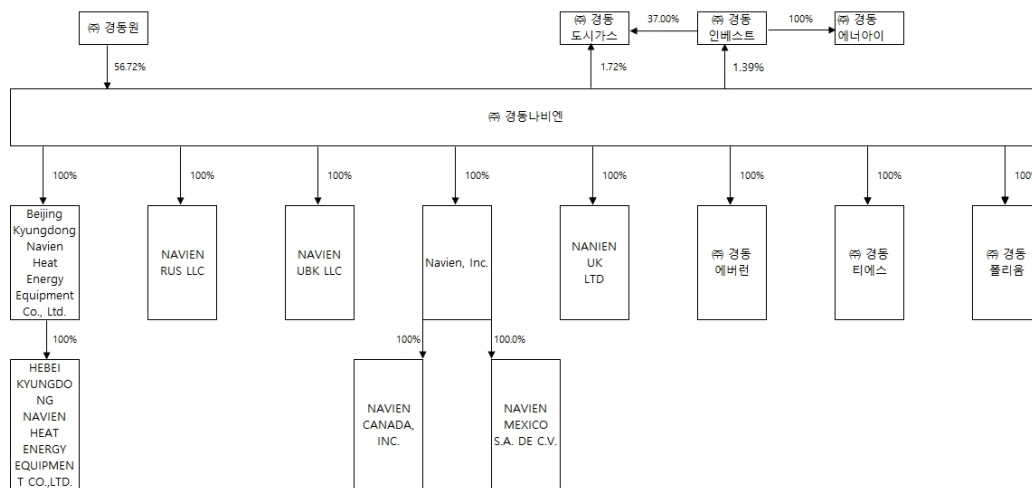 ㈜ 경동원
㈜ 경동
도시가스
37.00%
㈜ 경동
인베스트
100%
㈜ 경동
에너아이
56.72%
1.72%
1.39%
㈜ 경동나비엔
100%
100%
100%
100%
100%
100%
100%
100%
Beijing
Kyungdong
Navien
Heat
Energy
Equipment
Co., Ltd.
NAVIEN
RUS LLC
NAVIEN
UBK LLC
Navien, Inc.
NANIEN
UK
LTD
㈜ 경동
에버런
㈜ 경동
티에스
㈜ 경동
폴리움
100%
100%
100.0%
HEBEI
KYUNGDO
NG
NAVIEN
HEAT
ENERGY
EQUIPMEN
T CO.,LTD.
NAVIEN
CANADA,
INC.
NAVIEN
MEXICO
S.A. DE C.V.